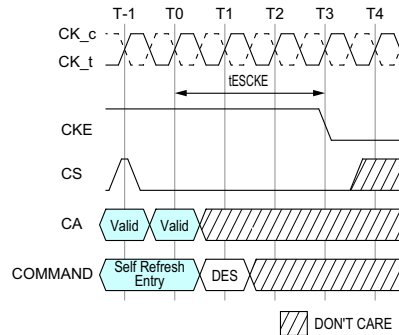 T-1 T0 T1 T2 T3 T4
CK_c
CK_t
tESCKE
CKE
CS
CA Valid Valid
COMMAND Self Refresh Entry DES
DON'T CARE